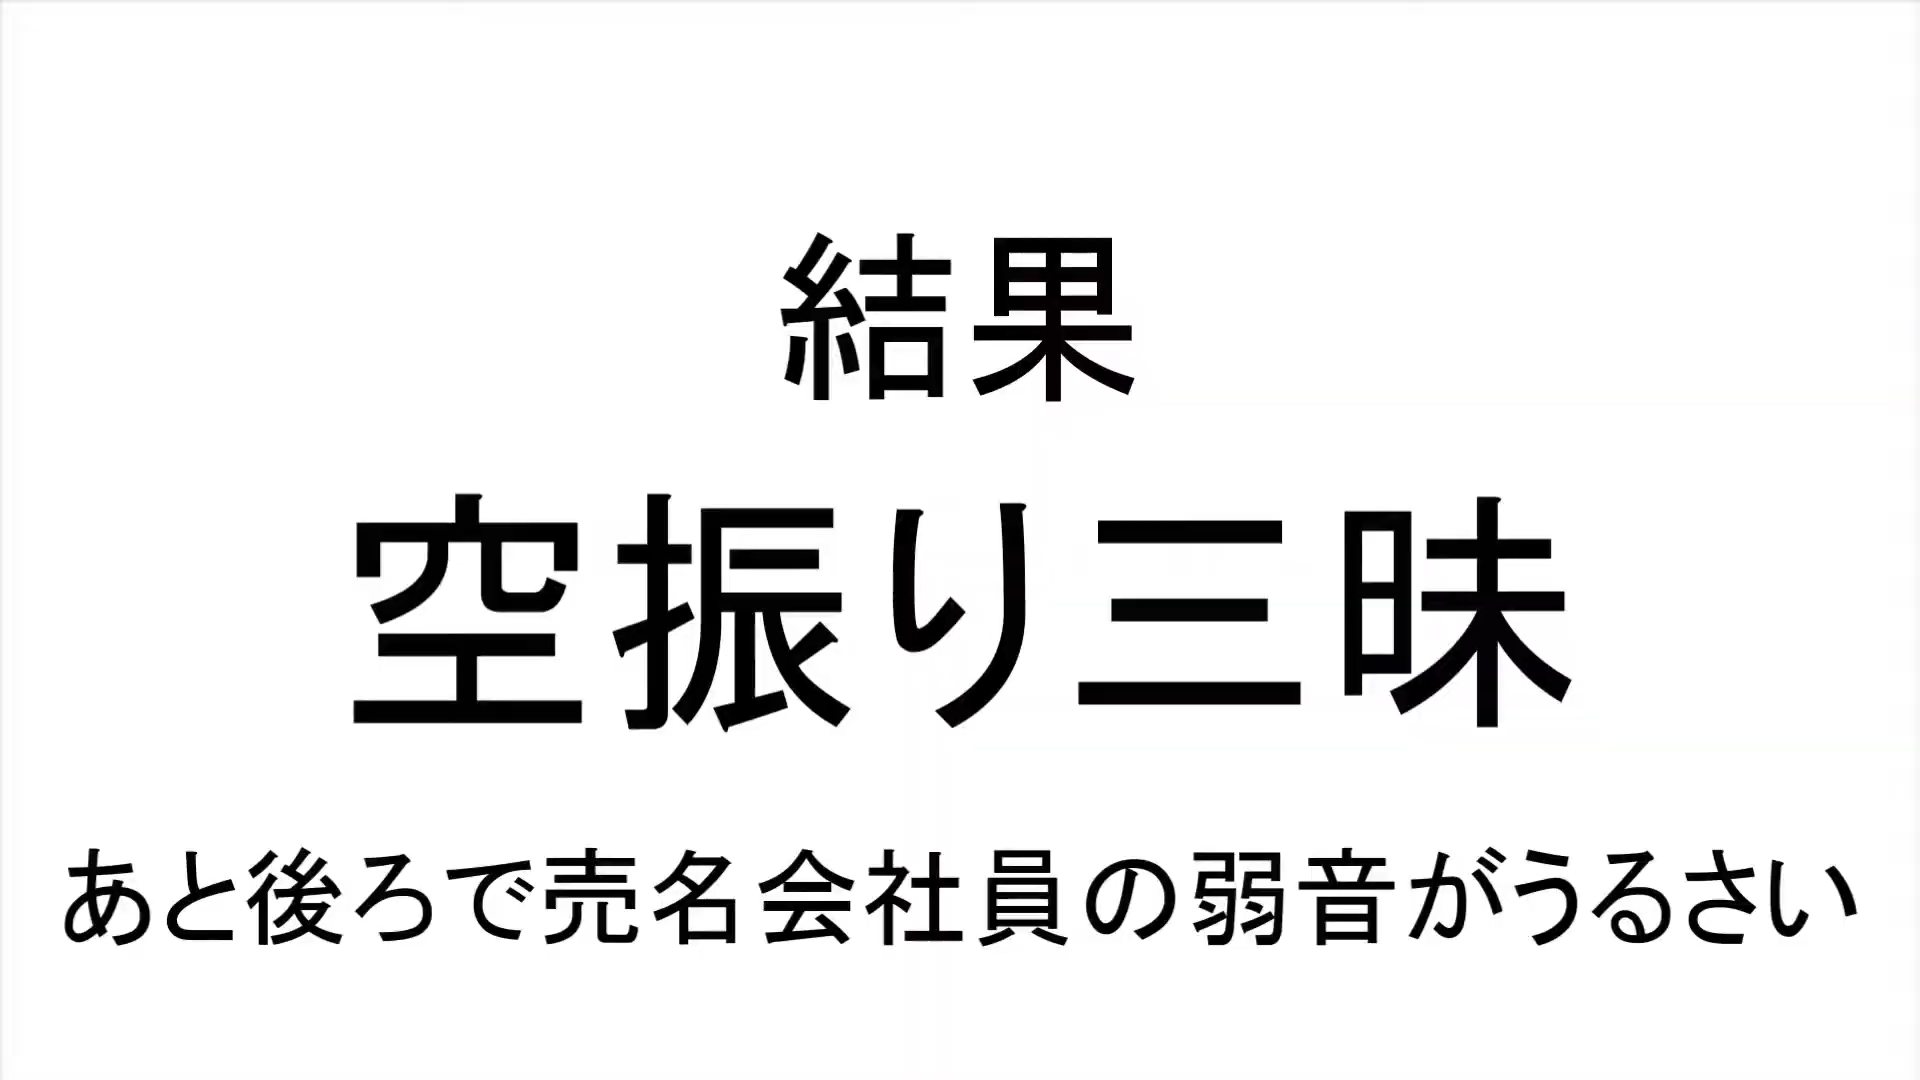 結果
空振り三昧
あと後ろで売名会社員の弱音がうるさい